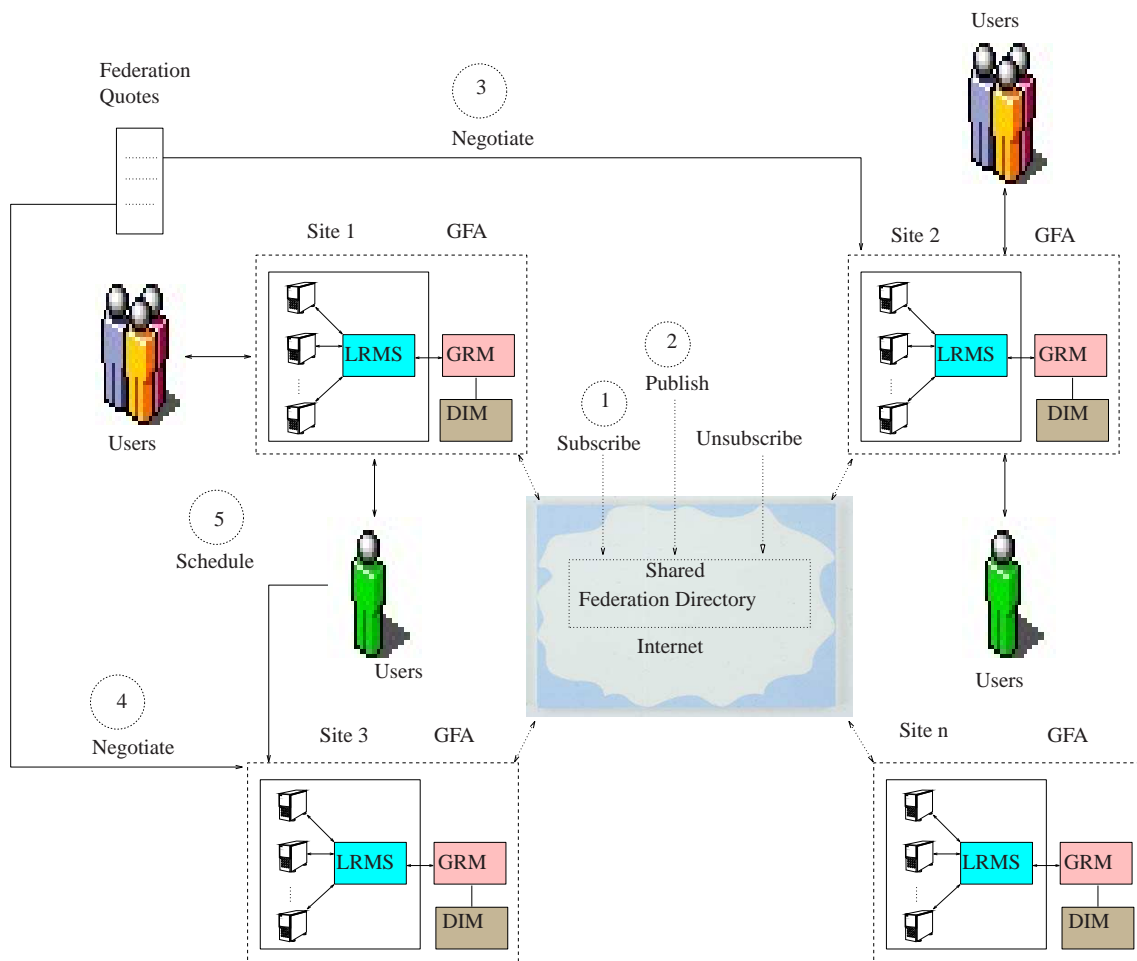 Users
Federation
Quotes
3
Negotiate
Site 1
GFA
Site 2
GFA
LRMS
GRM
DIM
LRMS
GRM
DIM
Users
2
Publish
1
Subscribe
Unsubscribe
5
Schedule
Shared
Federation Directory
Internet
Users
Users
4
Negotiate
Site 3
GFA
Site n
GFA
LRMS
GRM
DIM
LRMS
GRM
DIM